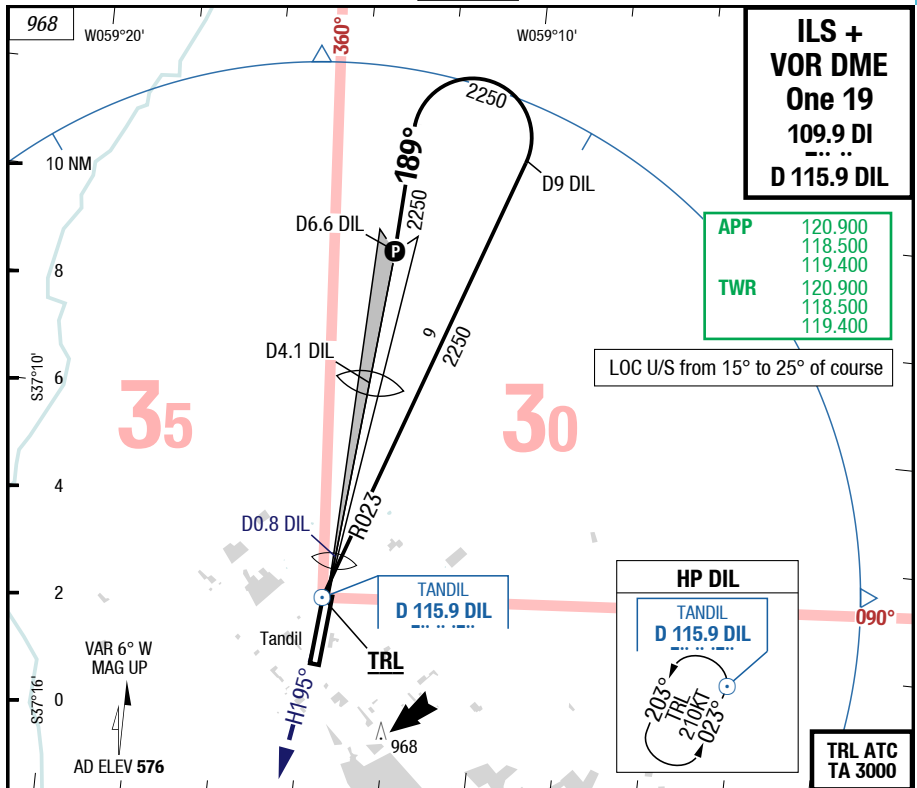 968
W059°20'
360°
W059°10'
ILS +
VOR DME
One 19
109.9 DI
D 115.9 DIL
2250
189°
10 NM
D9 DIL
2250
D6.6 DIL
P
APP 120.900
118.500
119.400
TWR 120.900
118.500
119.400
8
9
2250
D4.1 DIL
LOC U/S from 15° to 25° of course
S37°10'
6
35
30
4
R023
D0.8 DIL
HP DIL
2
TANDIL
D 115.9 DIL
TANDIL
D 115.9 DIL
090°
Tandil
TRL
VAR 6° W
MAG UP
203°
TRL
210KT
023°
S37°16'
0
H195°
968
AD ELEV 576
TRL ATC
TA 3000